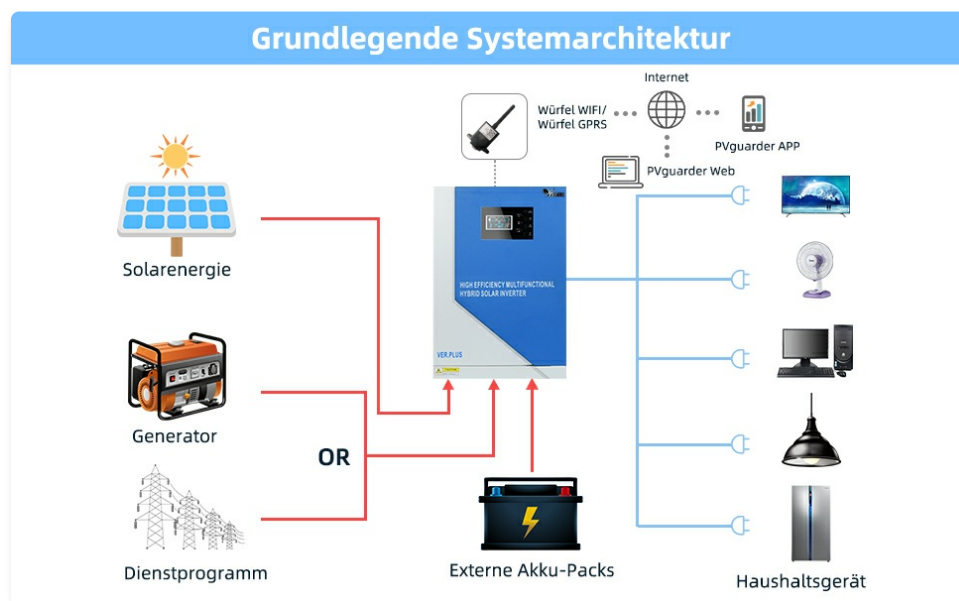 Grundlegende Systemarchitektur
Internet
Würfel WIFI/
Würfel GPRS
PVguarder APP
PVguarder Web
Solarenergie
HIGH EFFICIENCY MULTIFUNCTIONAL
HYBRID SOLAR INVERTER
VER.PLUS
Generator
OR
Dienstprogramm
Externe Akku-Packs
Haushaltsgerät